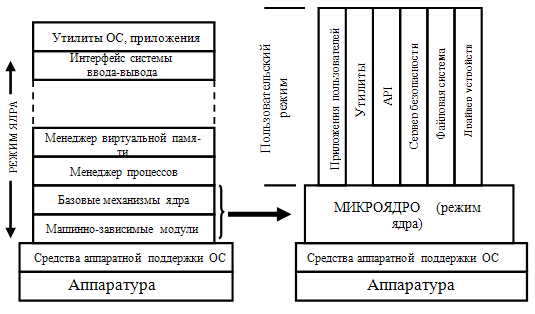 Утилиты ОС, приложения
Интерфейс системы
ввода-вывода
РЕЖИМ ЯДРА
Менеджер виртуальной памя-
ти
Менеджер процессов
Базовые механизмы ядра
Машинно-зависимые модули
Средства аппаратной поддержки ОС
Аппаратура
Пользовательский
режим
Приложения пользователей
Утилиты
API
Сервер безопасности
Файловая система
Драйвер устройств
МИКРОЯДРО (режим
ядра)
Средства аппаратной поддержки ОС
Аппаратура